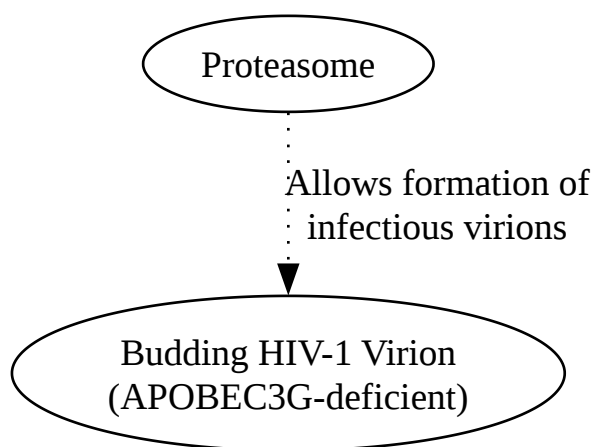 Proteasome
Allows formation of
infectious virions
Budding HIV-1 Virion
(APOBEC3G-deficient)